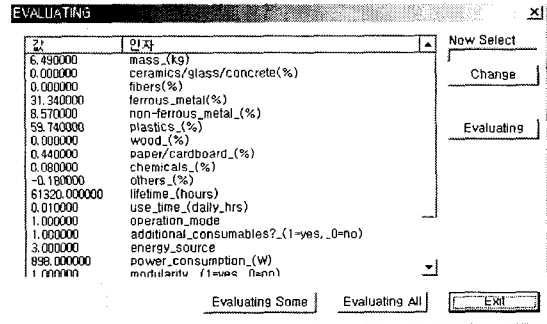 EVALUATING
값 인자
Now Select
6.490000 mass_(kg)
0.000000 ceramics/glass/concrete(%)
0.000000 fibers(%)
31.340000 ferrous_metal(%)
8.570000 non-ferrous_metal_(%)
59.740000 plastics_(%)
0.000000 wood_(%)
0.440000 paper/cardboard_(%)
0.080000 chemicals_(%)
-0.180000 others_(%)
61320.000000 lifetime_(hours)
0.010000 use_time_(daily_hrs)
1.000000 operation_mode
1.000000 additional_consumables?_(1=yes,_0=no)
3.000000 energy_source
898.000000 power_consumption_(W)
1.000000 modularity_(1=yes_0=no)
Change
Evaluating
Evaluating Some
Evaluating All
Exit